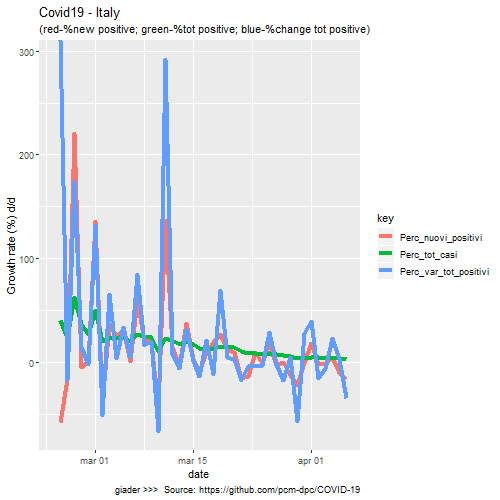 Covid19 - Italy
(red-%new positive; green-%tot positive; blue-%change tot positive)
Growth rate (%) d/d
300
200
100
0
mar 01
mar 15
apr 01
date
key
Perc_nuovi_positivi
Perc_tot_casi
Perc_var_tot_positivi
giader >>> Source: https://github.com/pcm-dpc/COVID-19